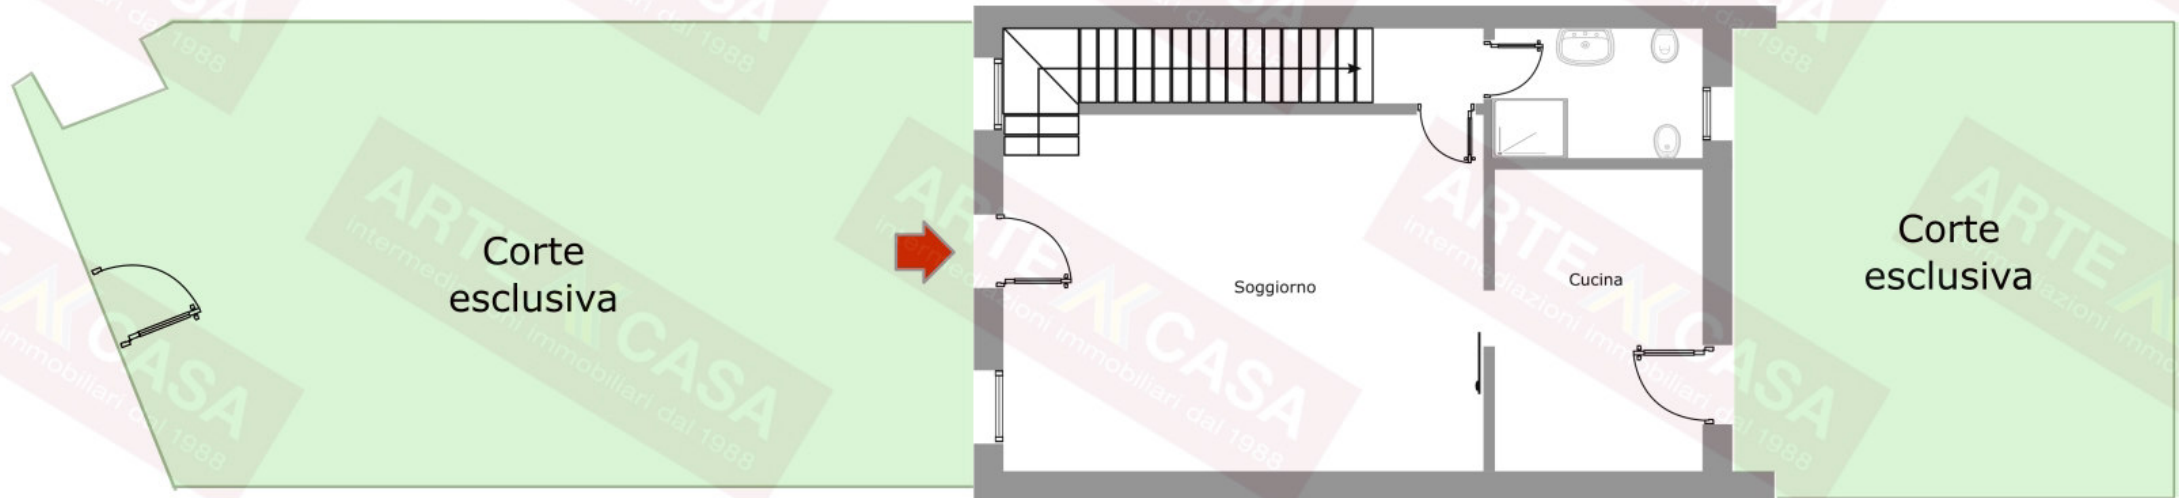 Corte
esclusiva
Soggiorno
Cucina
Corte
esclusiva
ARTE CASA
intermediazioni immobiliari dal 1988